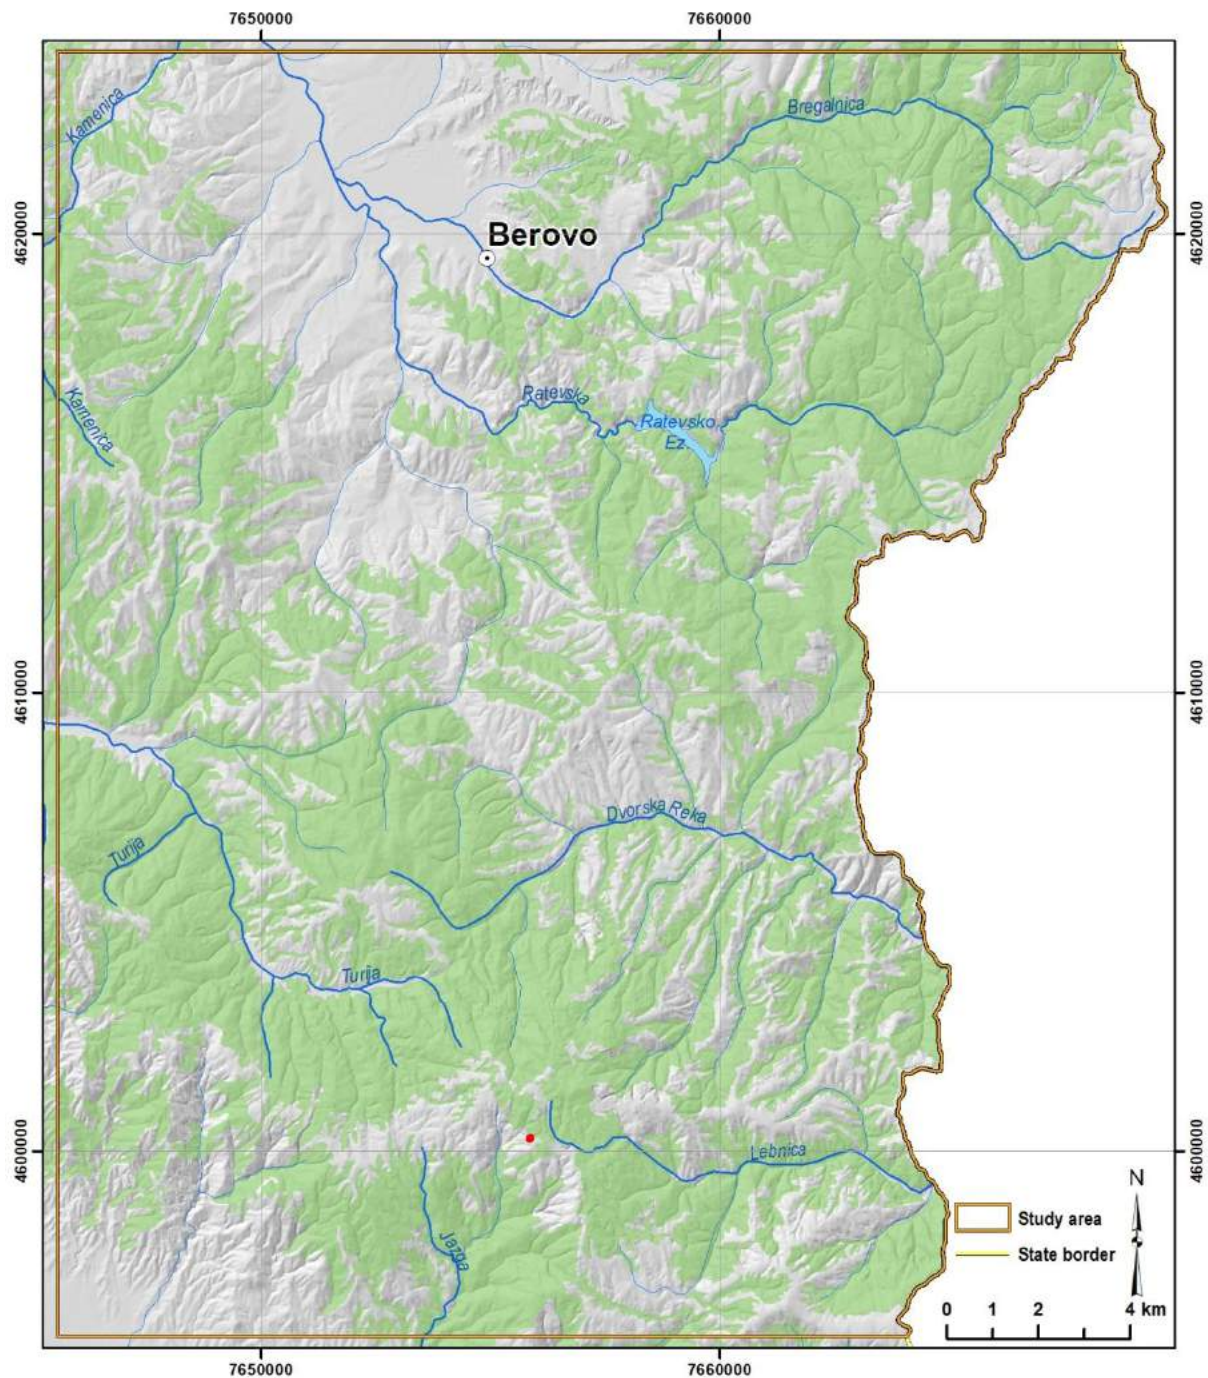 7650000
7660000
Kamenica
Bregalnica
4620000
Berovo
4620000
Kamenica
Ratevska
Ratevsko
Ez.
4610000
4610000
Dvorska Reka
Turija
Turija
4600000
Lebnica
4600000
N
Jazga
Study area
State border
0 1 2 4 km
7650000
7660000